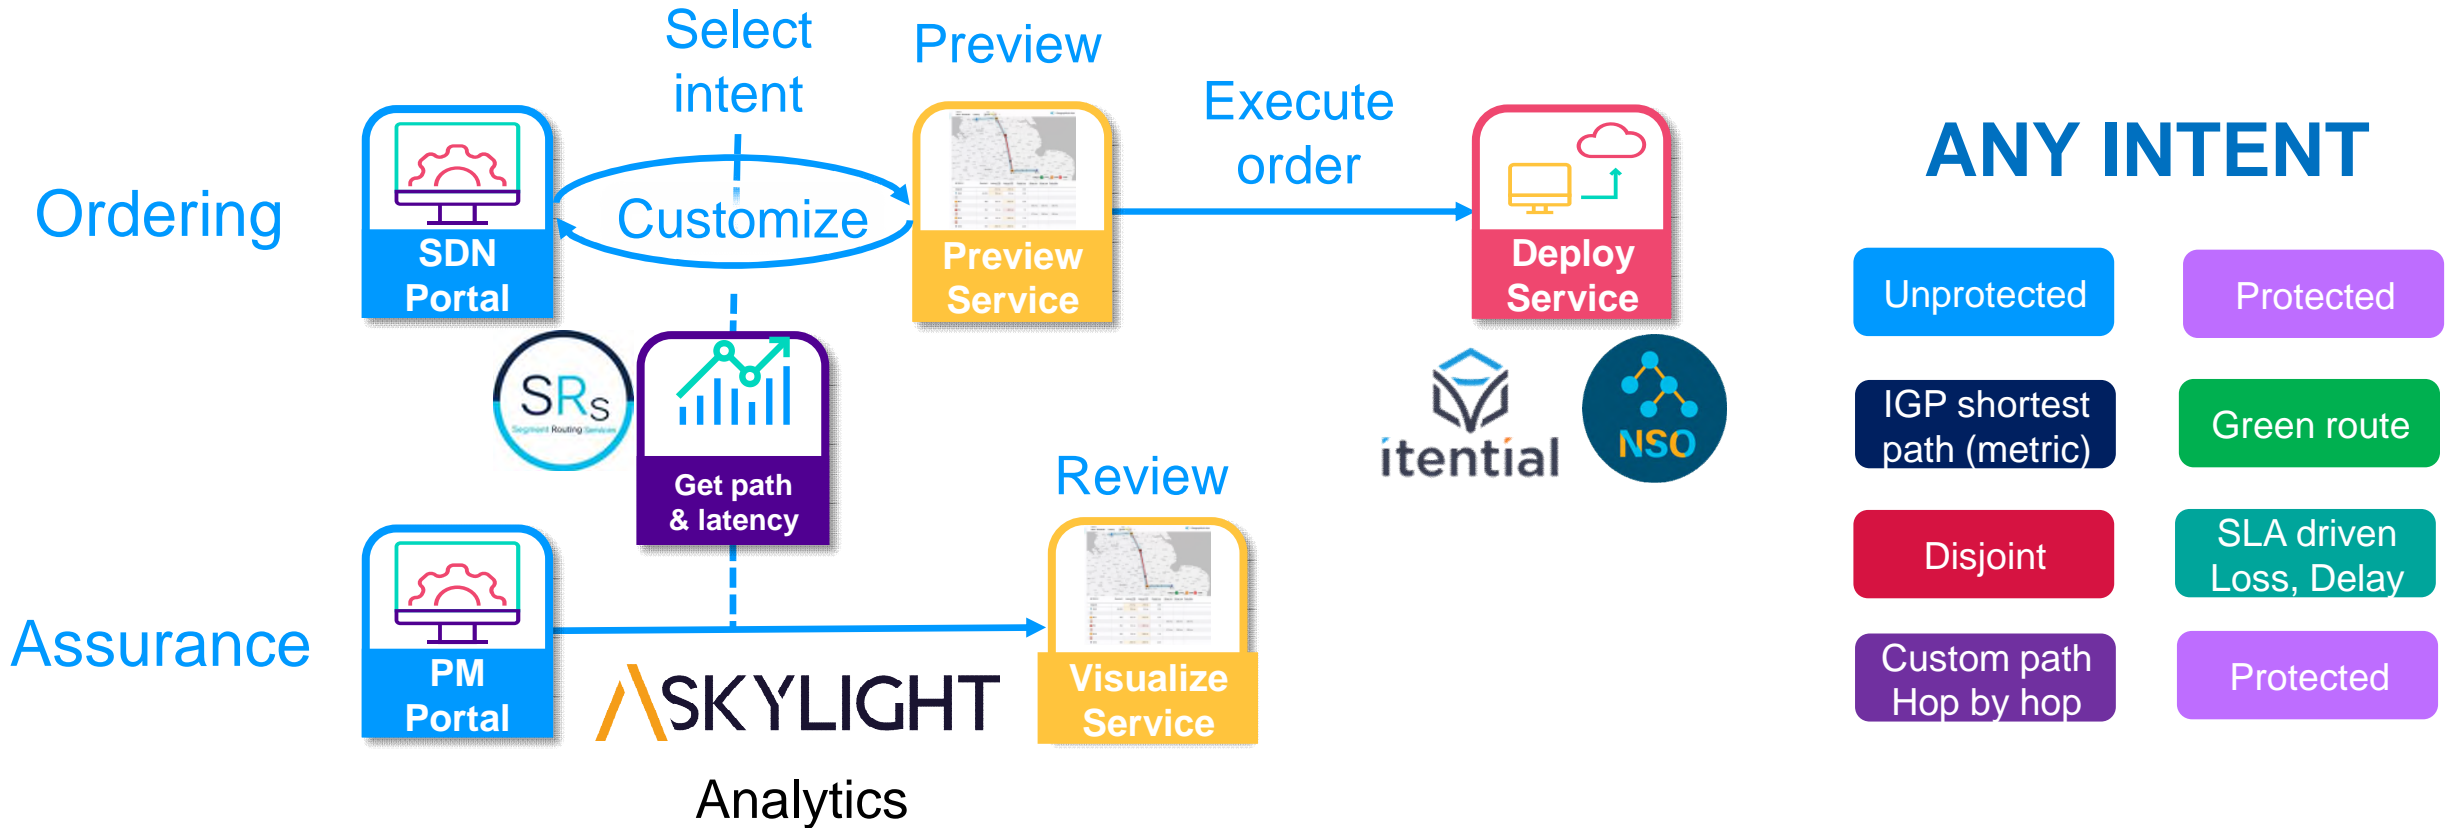 Select
intent
Preview
Execute
order
Ordering
Customize
SDN
Portal
Preview
Service
Deploy
Service
SRs
Segment Routing Services
Get path
& latency
itential
NSO
Review
Assurance
PM
Portal
SKYLIGHT
Analytics
Visualize
Service
ANY INTENT
Unprotected
Protected
IGP shortest
path (metric)
Green route
Disjoint
SLA driven
Loss, Delay
Custom path
Hop by hop
Protected